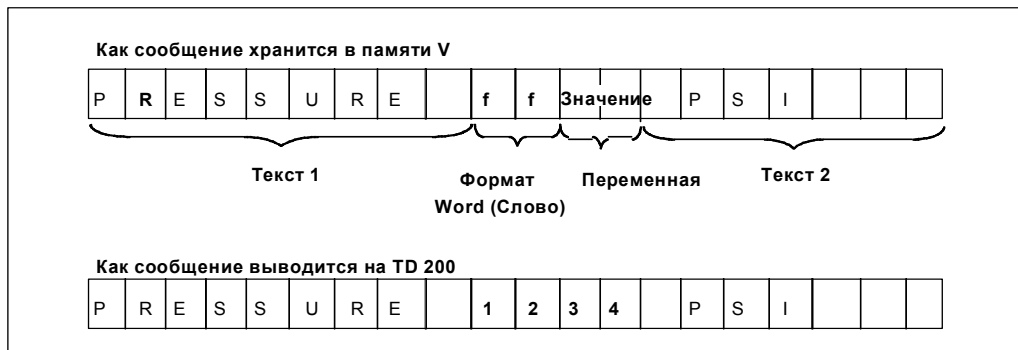 Как сообщение хранится в памяти V
P R E S S U R E f f Значение P S I
Текст 1 Формат Переменная Текст 2
Word (Слово)
Как сообщение выводится на TD 200
P R E S S U R E 1 2 3 4 P S I